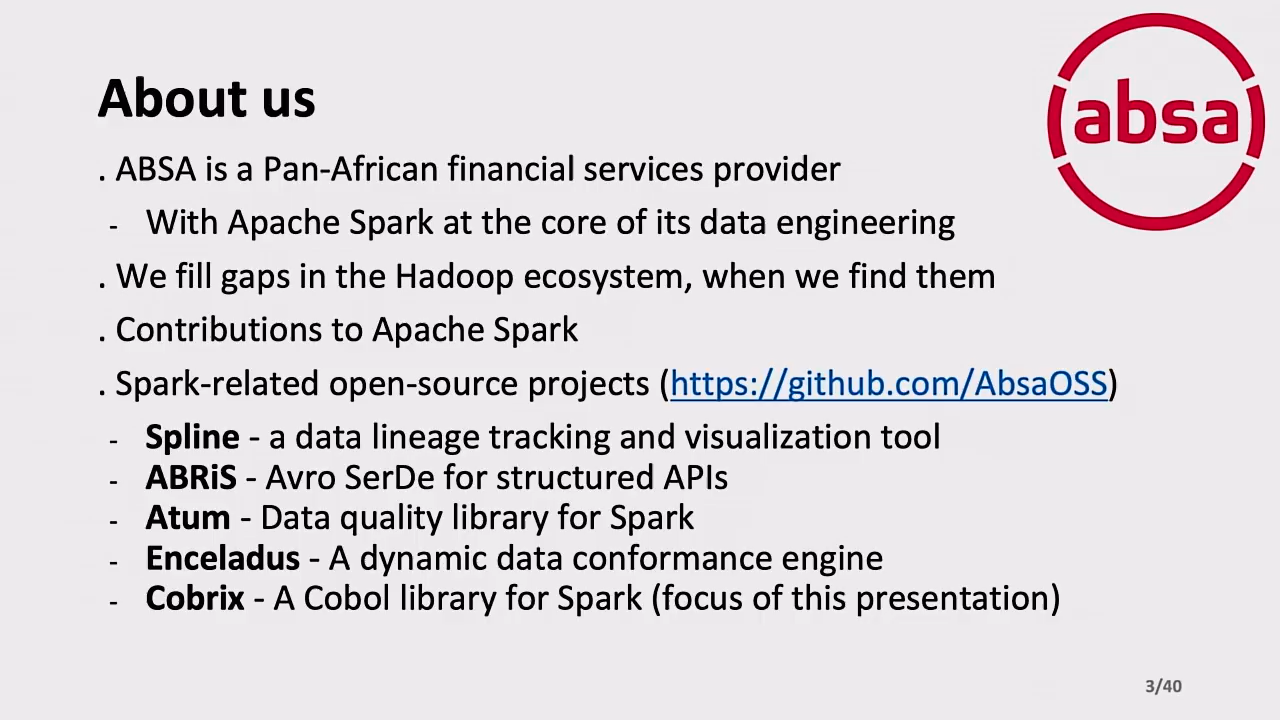 absa
About us
. ABSA is a Pan-African financial services provider
- With Apache Spark at the core of its data engineering
. We fill gaps in the Hadoop ecosystem, when we find them
. Contributions to Apache Spark
. Spark-related open-source projects (https://github.com/AbsaOSS)
- Spline - a data lineage tracking and visualization tool
- ABRiS - Avro SerDe for structured APIs
- Atum - Data quality library for Spark
- Enceladus - A dynamic data conformance engine
- Cobrix - A Cobol library for Spark (focus of this presentation)
3/40